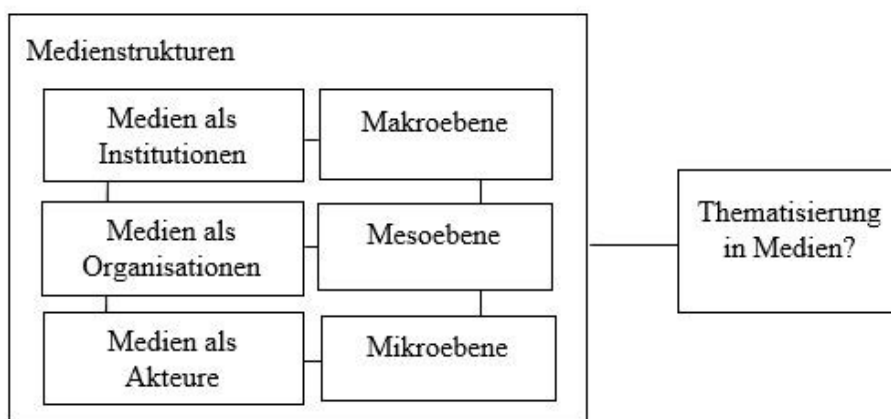 Medienstrukturen
Medien als
Institutionen
Makroebene
Medien als
Organisationen
Mesoebene
Medien als
Akteure
Mikroebene
Thematisierung
in Medien?